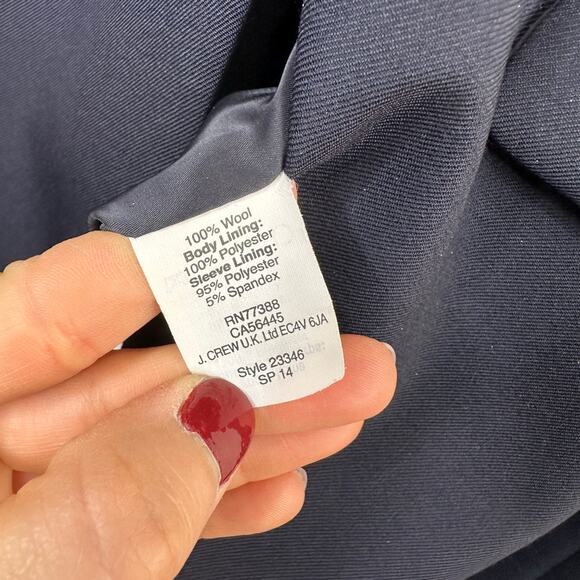 100% Wool
Body Lining:
100% Polyester
Sleeve Lining:
95% Polyester
5% Spandex
RN77388
CA56445
J. CREW U.K. Ltd EC4V 6JA
Style 23346
SP 14